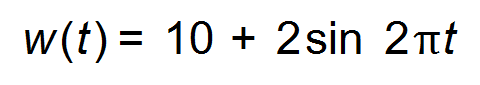 w(t) = 10 + 2sin 2πt